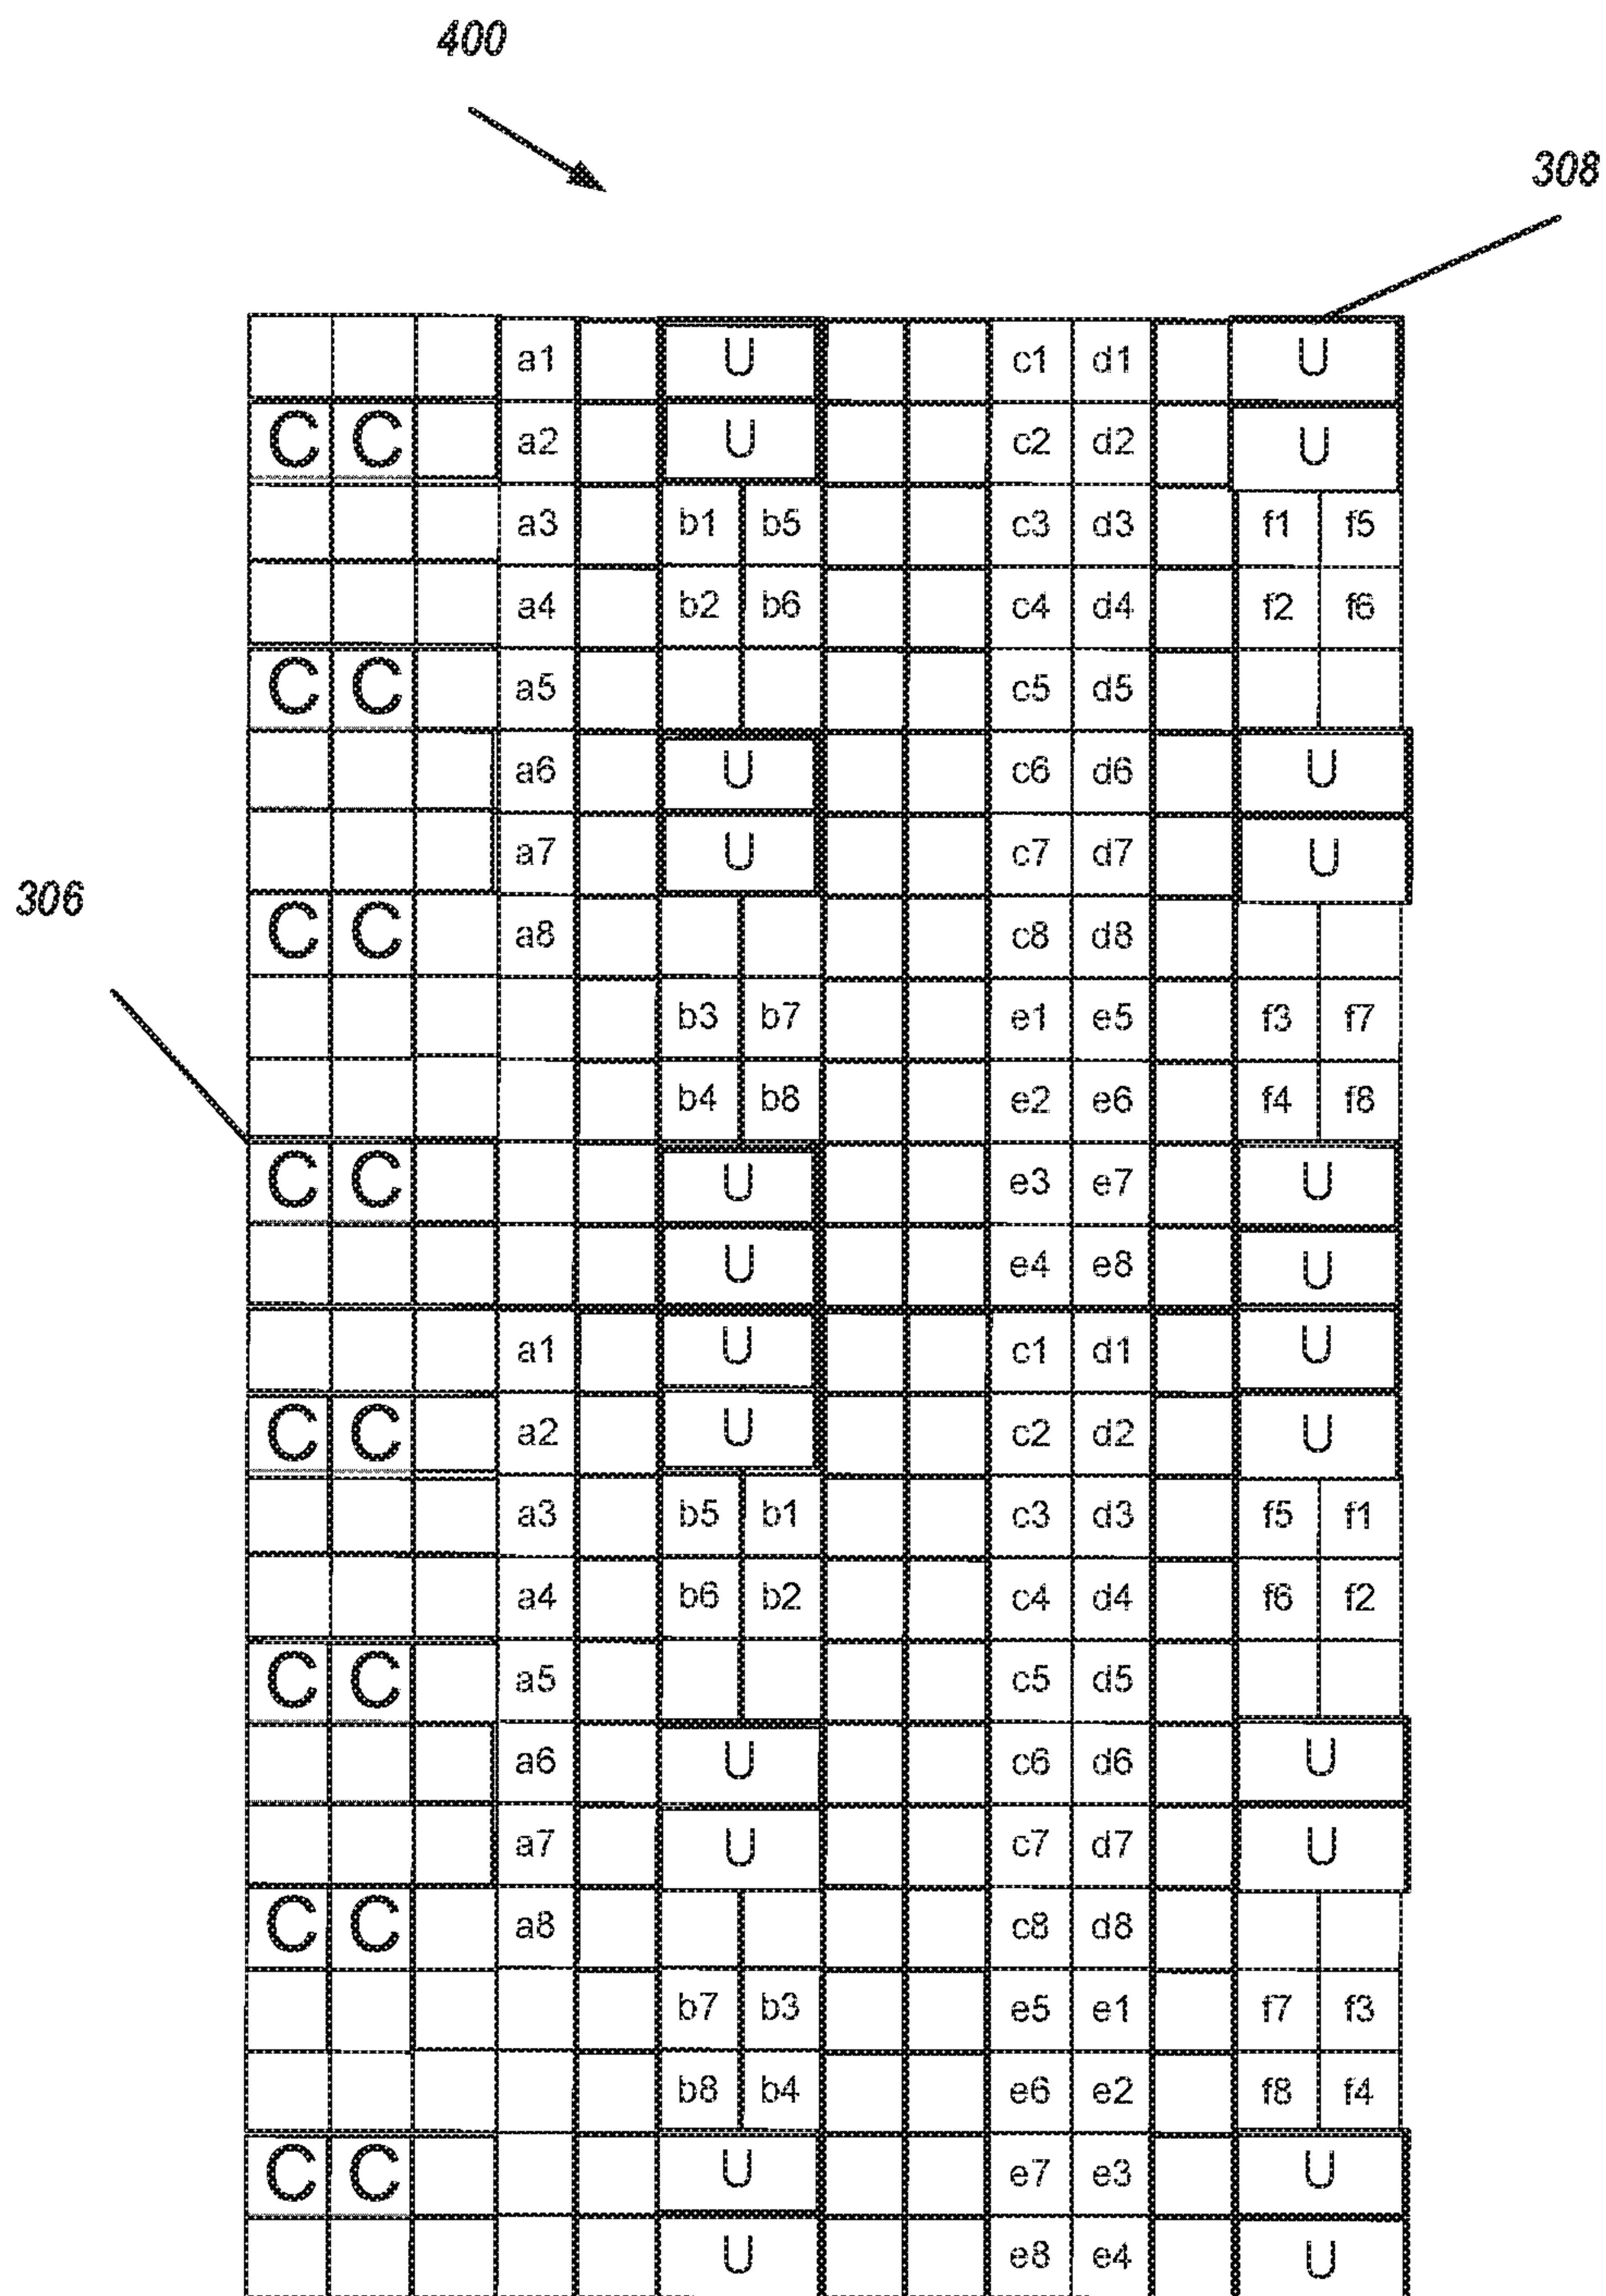 400
308
a1 U c1 d1 U
C C a2 U c2 d2 U
a3 b1 b5 c3 d3 f1 f5
a4 b2 b6 c4 d4 f2 f6
C C a5 c5 d5
a6 U c6 d6 U
a7 U c7 d7 U
306
C C a8 c8 d8
b3 b7 e1 e5 f3 f7
b4 b8 e2 e6 f4 f8
C C U e3 e7 U
U e4 e8 U
a1 U c1 d1 U
C C a2 U c2 d2 U
a3 b5 b1 c3 d3 f5 f1
a4 b6 b2 c4 d4 f6 f2
C C a5 c5 d5
a6 U c6 d6 U
a7 U c7 d7 U
C C a8 c8 d8
b7 b3 e5 e1 f7 f3
b8 b4 e6 e2 f8 f4
C C U e7 e3 U
U e8 e4 U